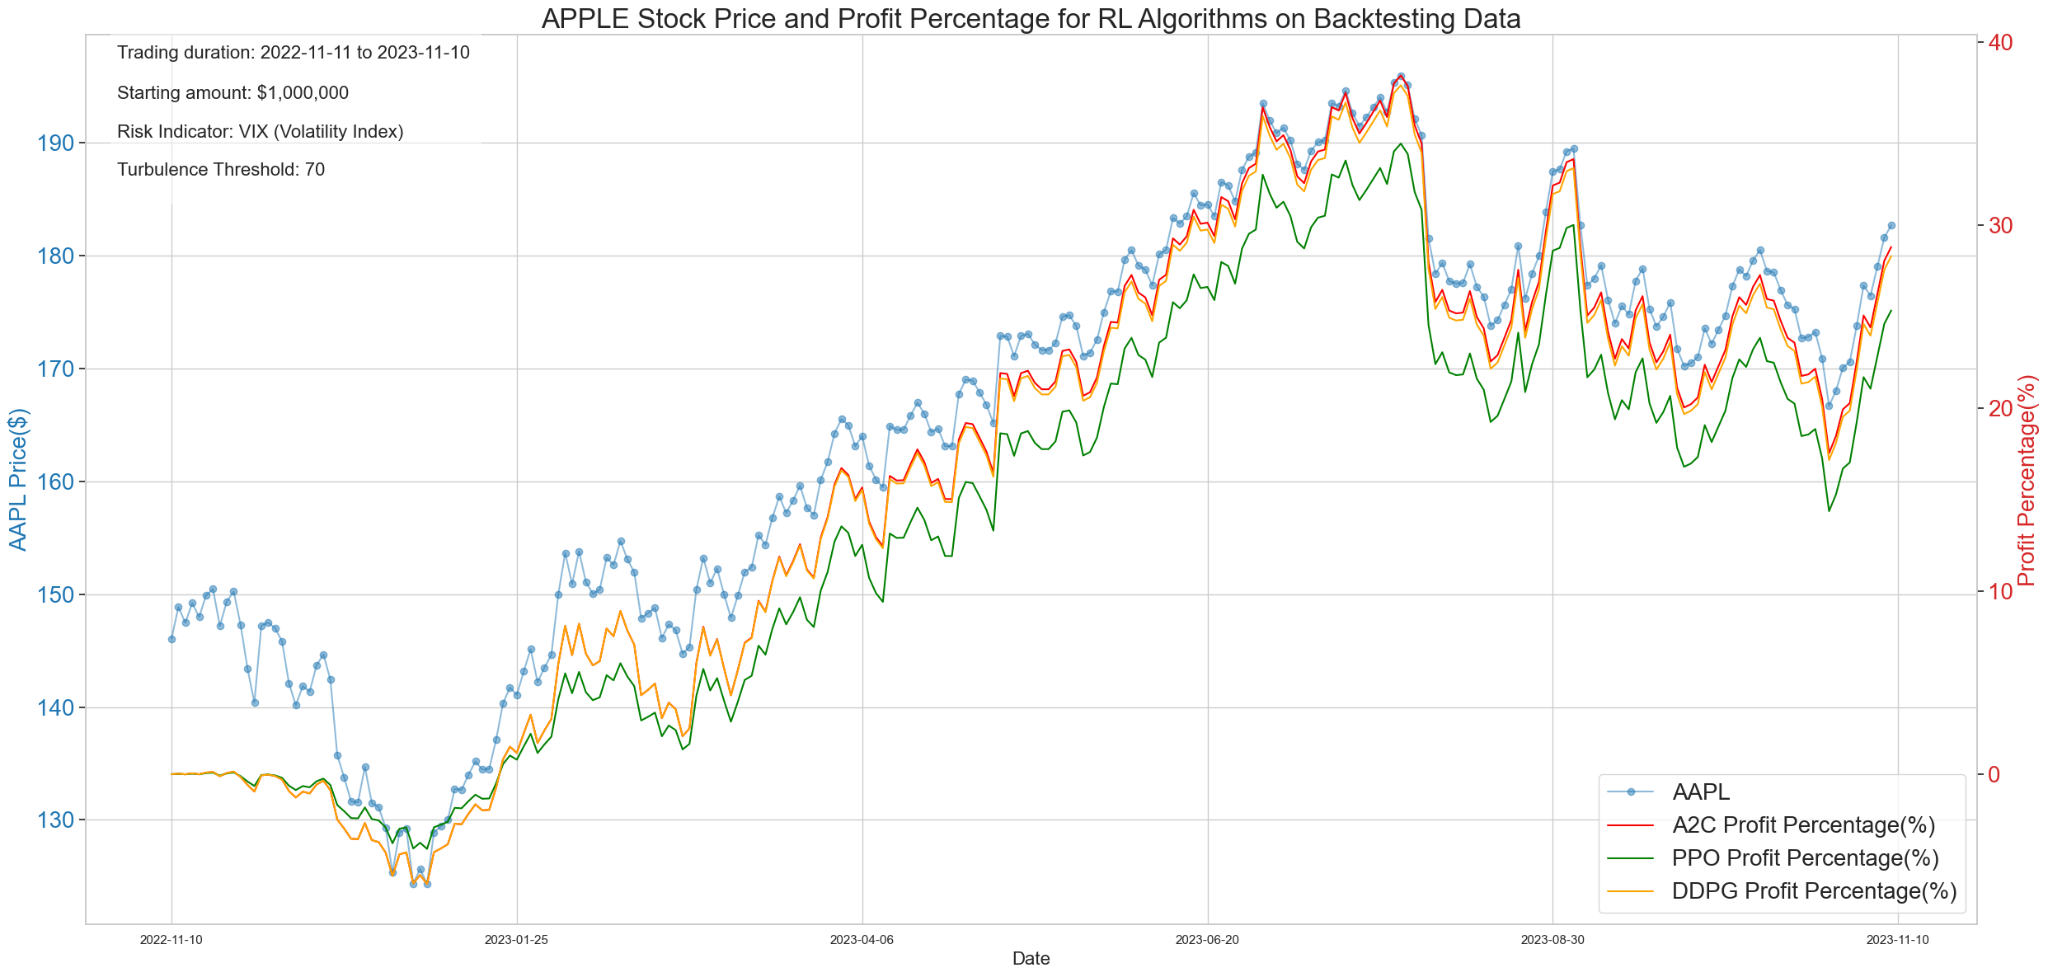 APPLE Stock Price and Profit Percentage for RL Algorithms on Backtesting Data
Trading duration: 2022-11-11 to 2023-11-10
Starting amount: $1,000,000
Risk Indicator: VIX (Volatility Index)
Turbulence Threshold: 70
AAPL Price($)
190
180
170
160
150
140
130
40
30
20
10
0
Profit Percentage(%)
AAPL
A2C Profit Percentage(%)
PPO Profit Percentage(%)
DDPG Profit Percentage(%)
2022-11-10
2023-01-25
2023-04-06
2023-06-20
2023-08-30
2023-11-10
Date